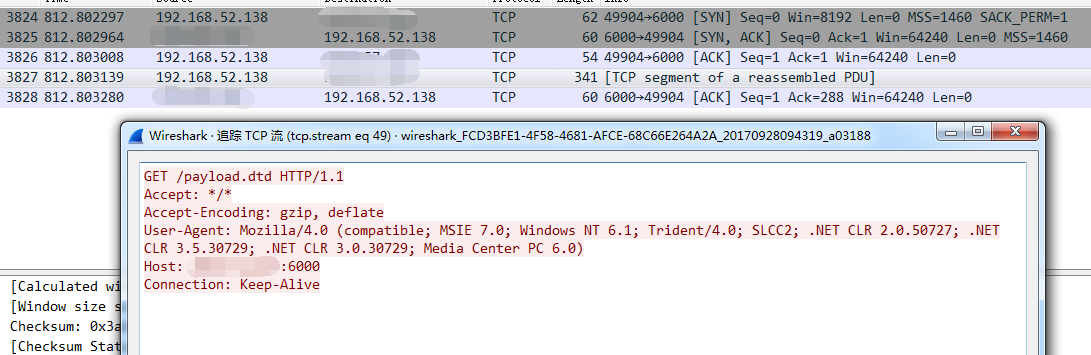 Time Source Destination Protocol Length Info
3824 812.802297 192.168.52.138 TCP 62 49904→6000 [SYN] Seq=0 Win=8192 Len=0 MSS=1460 SACK_PERM=1
3825 812.802964 192.168.52.138 TCP 60 6000→49904 [SYN, ACK] Seq=0 Ack=1 Win=64240 Len=0 MSS=1460
3826 812.803008 192.168.52.138 TCP 54 49904→6000 [ACK] Seq=1 Ack=1 Win=64240 Len=0
3827 812.803139 192.168.52.138 TCP 341 [TCP segment of a reassembled PDU]
3828 812.803280 192.168.52.138 TCP 60 6000→49904 [ACK] Seq=1 Ack=288 Win=64240 Len=0
Wireshark · 追踪 TCP 流 (tcp.stream eq 49) · wireshark_FCD3BFE1-4F58-4681-AFCE-68C66E264A2A_20170928094319_a03188
GET /payload.dtd HTTP/1.1
Accept: */*
Accept-Encoding: gzip, deflate
User-Agent: Mozilla/4.0 (compatible; MSIE 7.0; Windows NT 6.1; Trident/4.0; SLCC2; .NET CLR 2.0.50727; .NET
CLR 3.5.30729; .NET CLR 3.0.30729; Media Center PC 6.0)
Host: :6000
Connection: Keep-Alive
[Calculated wi
[Window size s
Checksum: 0x3a
[Checksum Stat